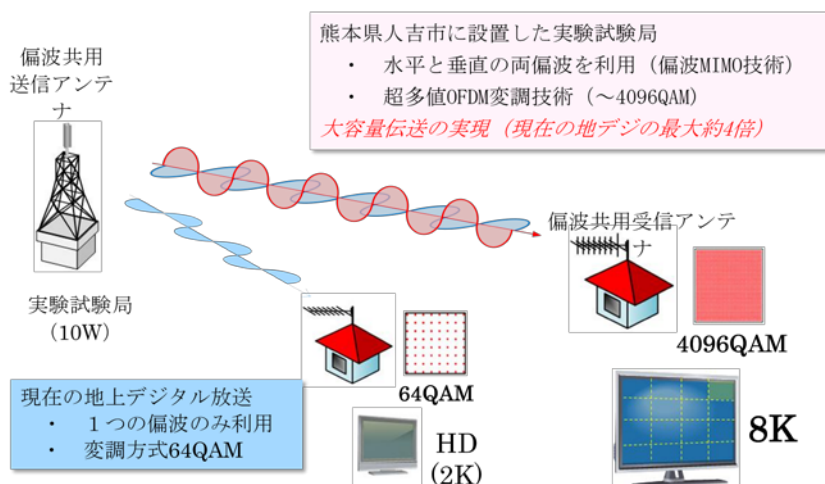 熊本県人吉市に設置した実験試験局
・ 水平と垂直の両偏波を利用（偏波MIMO技術）
・ 超多値OFDM変調技術（～4096QAM）
大容量伝送の実現（現在の地デジの最大約4倍）
偏波共用
送信アンテ
ナ
実験試験局
(10W)
偏波共用受信アンテ
ナ
4096QAM
64QAM
現在の地上デジタル放送
・ １つの偏波のみ利用
・ 変調方式64QAM
HD
(2K)
8K